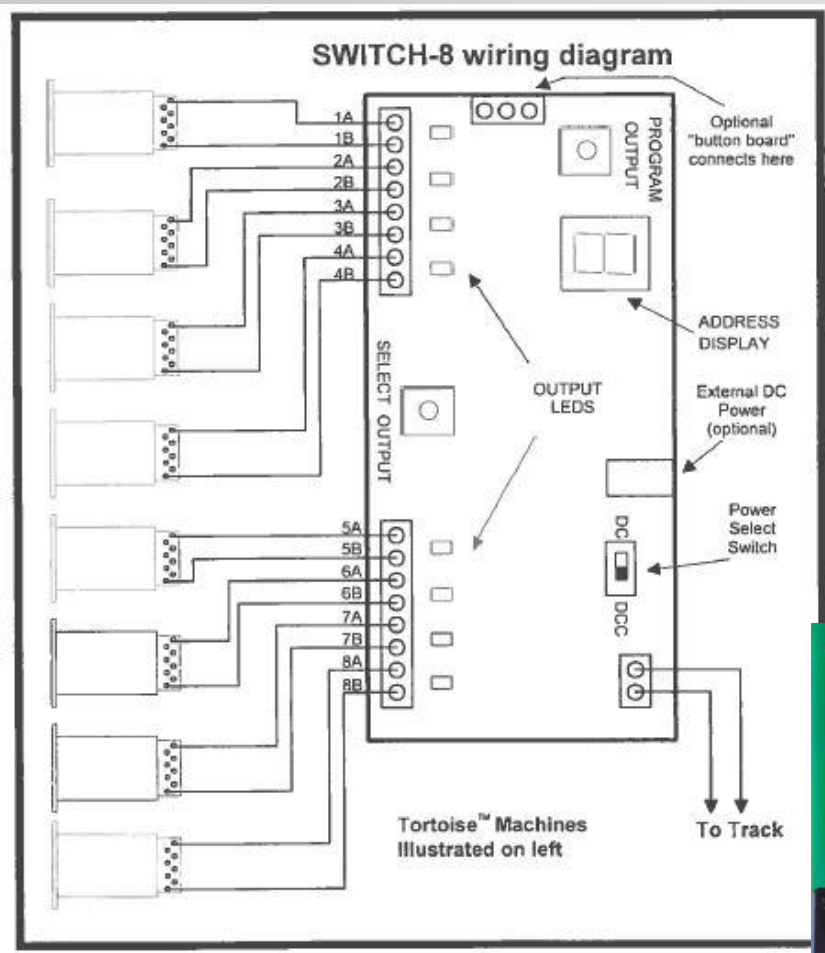 SWITCH-8 wiring diagram
Optional
"button board"
connects here
PROGRAM
OUTPUT
1A
1B
2A
2B
3A
3B
4A
4B
ADDRESS
DISPLAY
SELECT OUTPUT
OUTPUT
LEDS
External DC
Power
(optional)
Power
Select
Switch
DC
DCC
5A
5B
6A
6B
7A
7B
8A
8B
Tortoise™ Machines
Illustrated on left
To Track